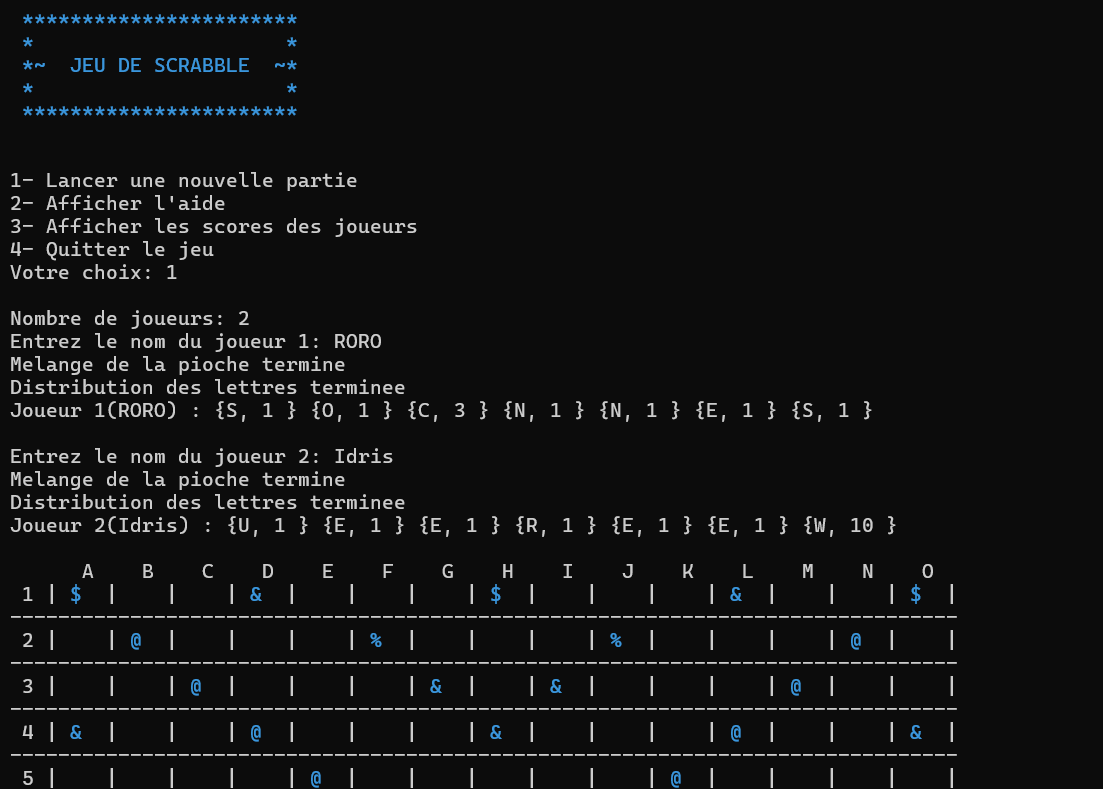 ***********************
*                     *
*~  JEU DE SCRABBLE  ~*
*                     *
***********************
1- Lancer une nouvelle partie
2- Afficher l'aide
3- Afficher les scores des joueurs
4- Quitter le jeu
Votre choix: 1
Nombre de joueurs: 2
Entrez le nom du joueur 1: RORO
Melange de la pioche termine
Distribution des lettres terminee
Joueur 1(RORO) : {S, 1 } {O, 1 } {C, 3 } {N, 1 } {N, 1 } {E, 1 } {S, 1 }
Entrez le nom du joueur 2: Idris
Melange de la pioche termine
Distribution des lettres terminee
Joueur 2(Idris) : {U, 1 } {E, 1 } {E, 1 } {R, 1 } {E, 1 } {E, 1 } {W, 10 }
      A    B    C    D    E    F    G    H    I    J    K    L    M    N    O
 1 | $  |    |    | &  |    |    |    | $  |    |    |    | &  |    |    | $  |
-------------------------------------------------------------------------------
 2 |    | @  |    |    |    | %  |    |    |    | %  |    |    |    | @  |    |
-------------------------------------------------------------------------------
 3 |    |    | @  |    |    |    | &  |    | &  |    |    |    | @  |    |    |
-------------------------------------------------------------------------------
 4 | &  |    |    | @  |    |    |    | &  |    |    |    | @  |    |    | &  |
-------------------------------------------------------------------------------
 5 |    |    |    |    | @  |    |    |    |    |    | @  |    |    |    |    |